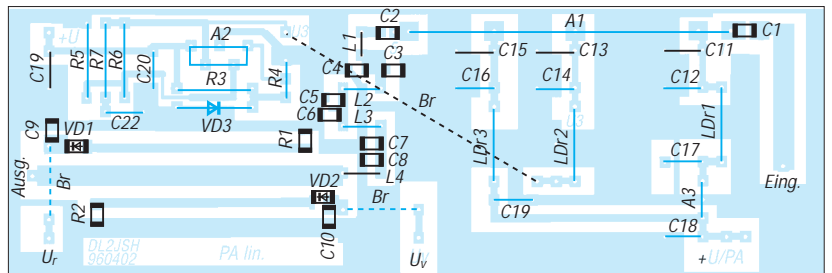 +U
C19
R5
R7
R6
C20
A2
R3
VD3
C22
R4
U3
L1
C2
C3
C4
A1
C1
C15
C13
C11
C16
C14
C12
L2
L3
C5
C6
Br
C9
VD1
R1
C7
C8
L4
LDr3
LDr2
U3
LDr1
C17
Ausg.
Br
R2
VD2
C10
Br
C19
A3
C18
Eing.
DL2JSH
960402
PA lin.
Ur
Uv
+U/PA